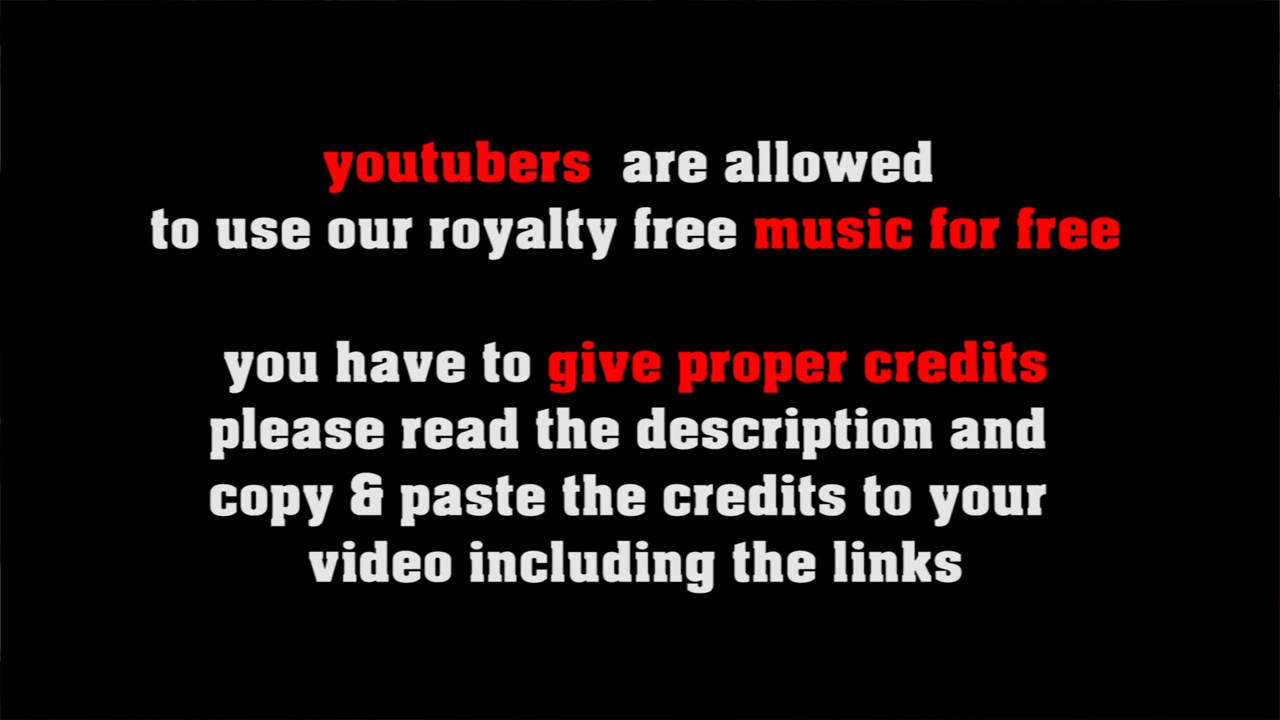 youtubers are allowed
to use our royalty free music for free
you have to give proper credits
please read the description and
copy & paste the credits to your
video including the links